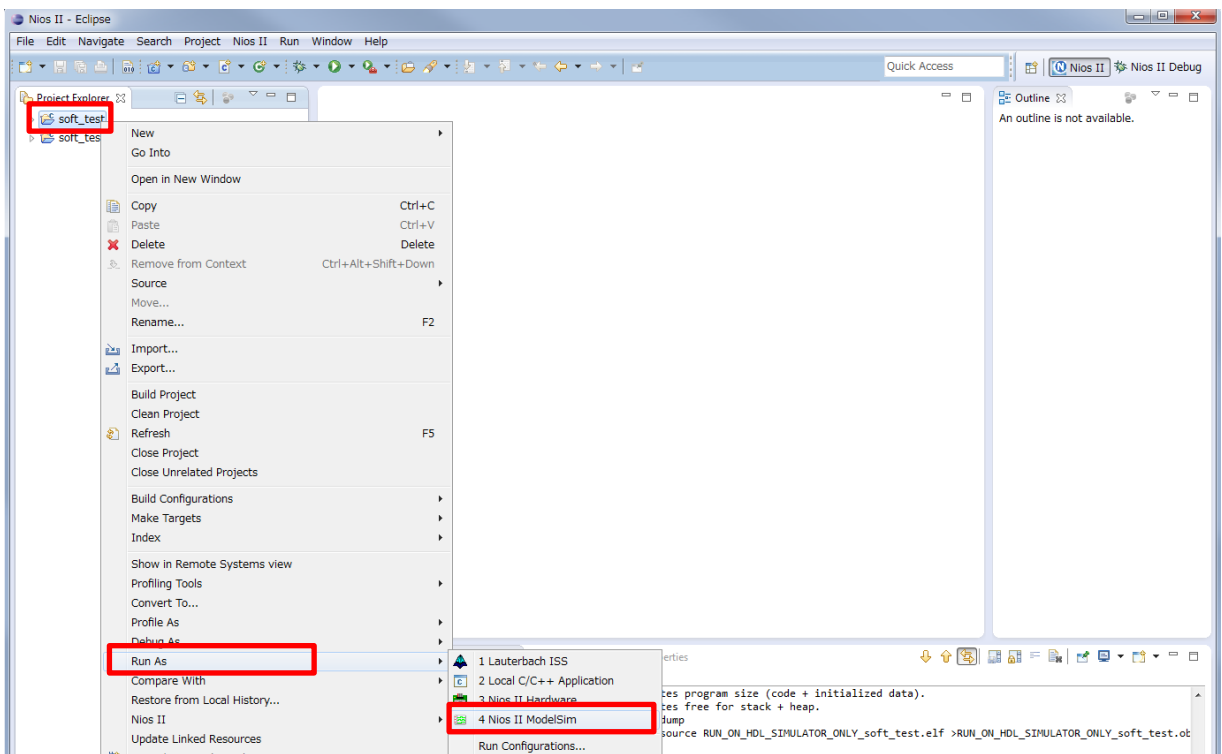 Nios II - Eclipse
File Edit Navigate Search Project Nios II Run Window Help
Quick Access
Nios II
Nios II Debug
Project Explorer
Outline
An outline is not available.
soft_test
soft_tes
New
Go Into
Open in New Window
Copy Ctrl+C
Paste Ctrl+V
Delete Delete
Remove from Context Ctrl+Alt+Shift+Down
Source
Move...
Rename... F2
Import...
Export...
Build Project
Clean Project
Refresh F5
Close Project
Close Unrelated Projects
Build Configurations
Make Targets
Index
Show in Remote Systems view
Profiling Tools
Convert To...
Profile As
Debug As
Run As
Compare With
Restore from Local History...
Nios II
Update Linked Resources
1 Lauterbach ISS
2 Local C/C++ Application
3 Nios II Hardware
4 Nios II ModelSim
Run Configurations...
erties
tes program size (code + initialized data).
tes free for stack + heap.
dump
source RUN_ON_HDL_SIMULATOR_ONLY_soft_test.elf >RUN_ON_HDL_SIMULATOR_ONLY_soft_test.ob